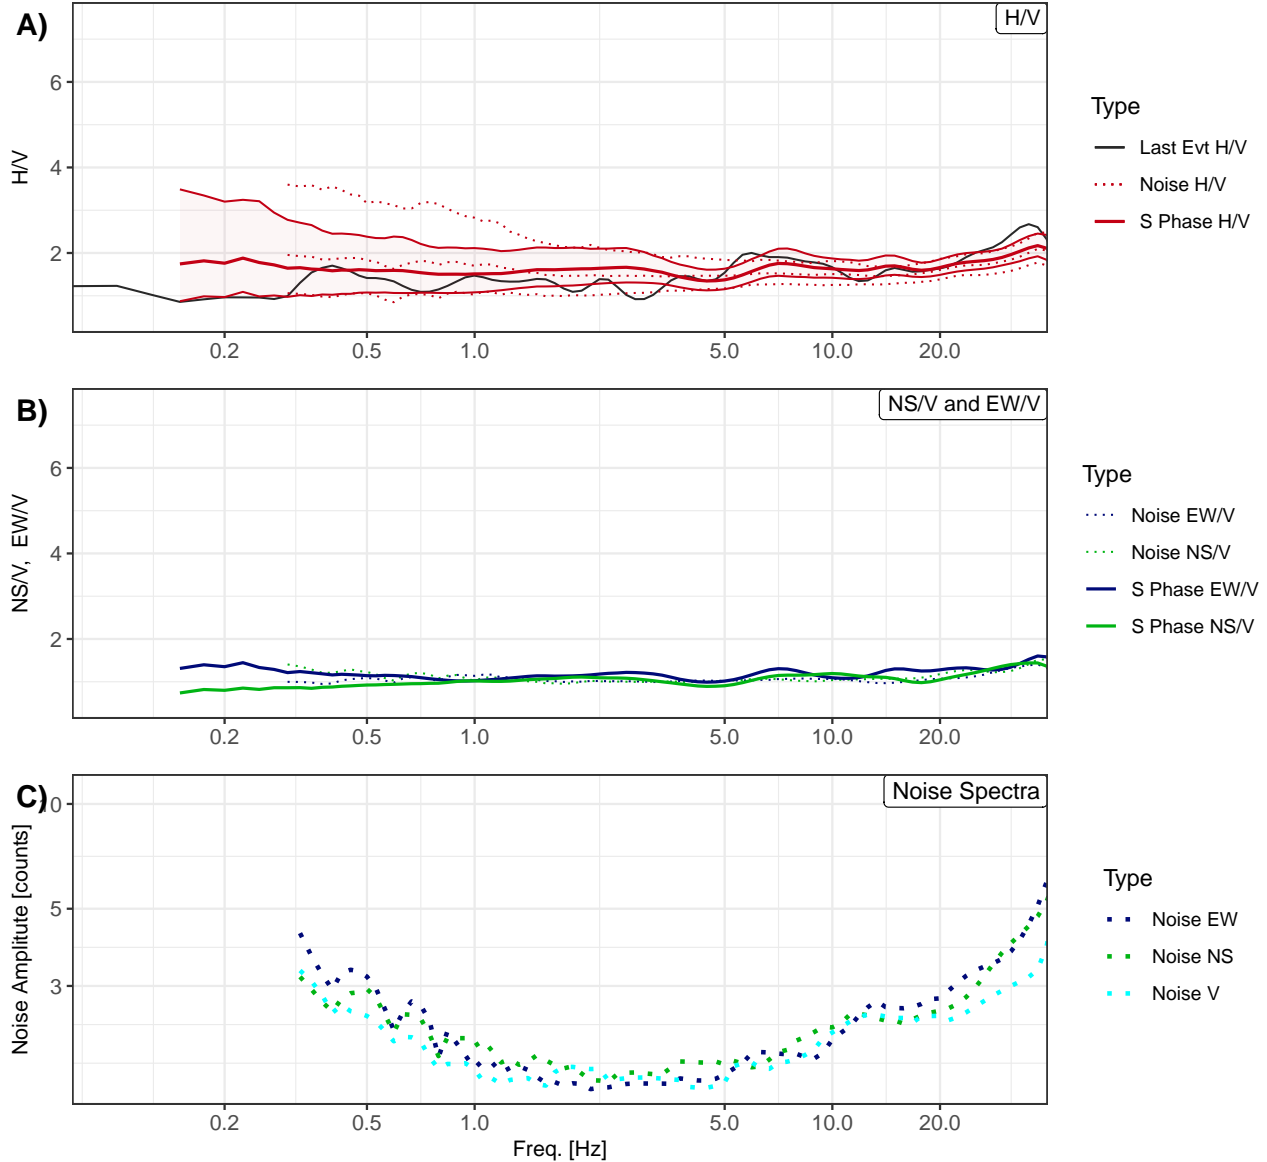 A)
H/V
H/V
6
4
2
0.2 0.5 1.0 5.0 10.0 20.0
Type
Last Evt H/V
Noise H/V
S Phase H/V
B)
NS/V and EW/V
NS/V, EW/V
6
4
2
0.2 0.5 1.0 5.0 10.0 20.0
Type
Noise EW/V
Noise NS/V
S Phase EW/V
S Phase NS/V
C)
Noise Spectra
Noise Amplitute [counts]
10
5
3
0.2 0.5 1.0 5.0 10.0 20.0
Freq. [Hz]
Type
Noise EW
Noise NS
Noise V